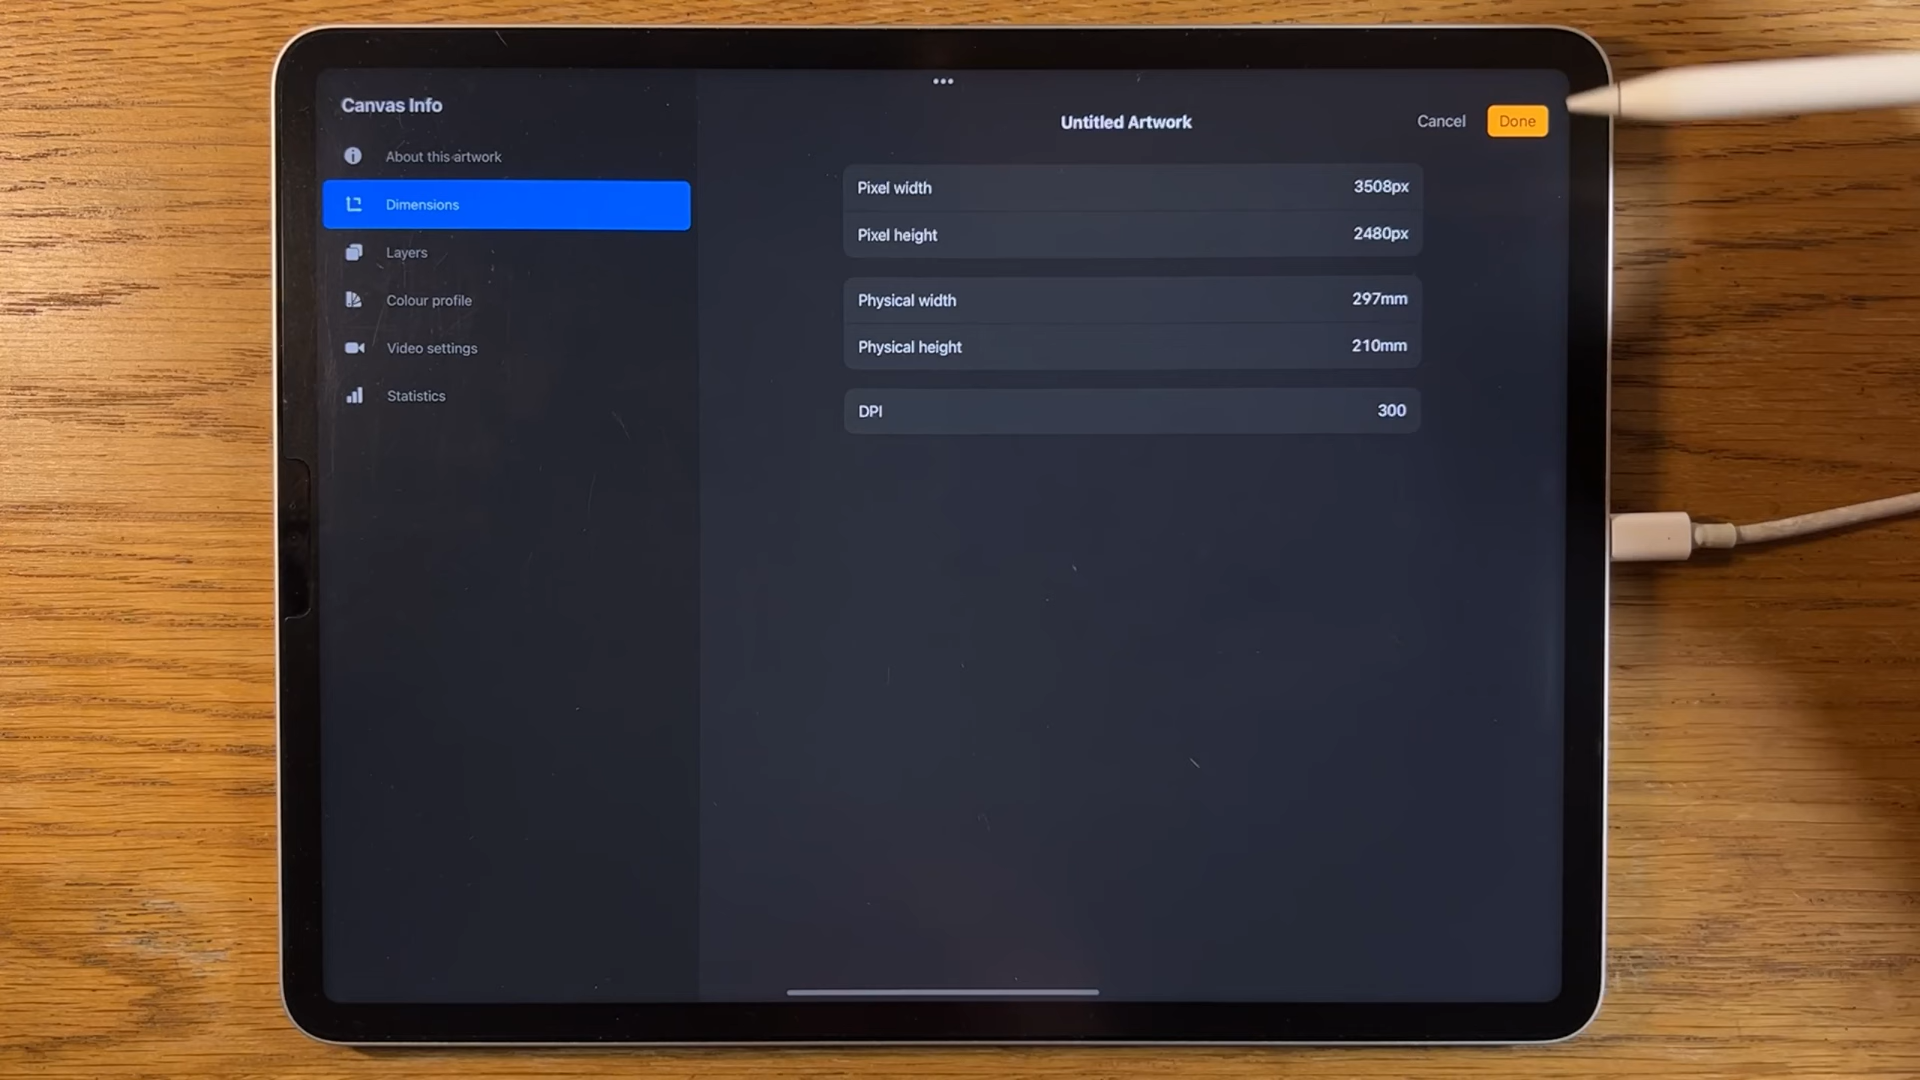 Canvas Info
About this artwork
Dimensions
Layers
Colour profile
Video settings
Statistics
Untitled Artwork
Cancel
Done
Pixel width 3508px
Pixel height 2480px
Physical width 297mm
Physical height 210mm
DPI 300